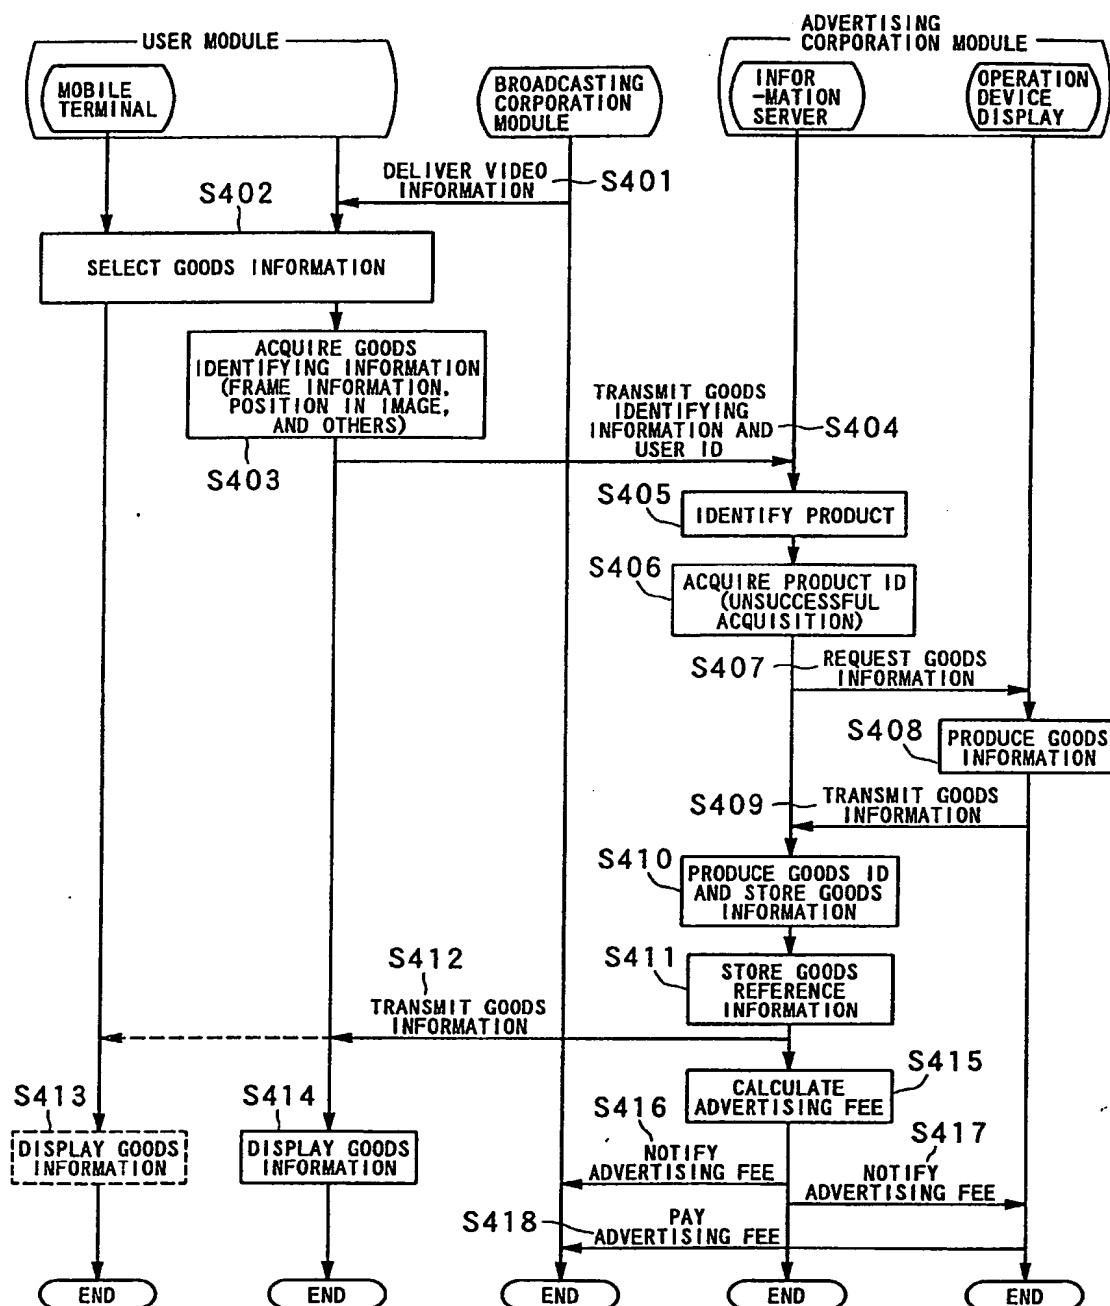 USER MODULE
ADVERTISING
CORPORATION MODULE
MOBILE
TERMINAL
BROADCASTING
CORPORATION
MODULE
INFOR
-MATION
SERVER
OPERATION
DEVICE
DISPLAY
DELIVER VIDEO
INFORMATION
S401
S402
SELECT GOODS INFORMATION
ACQUIRE GOODS
IDENTIFYING INFORMATION
(FRAME INFORMATION,
POSITION IN IMAGE,
AND OTHERS)
S403
TRANSMIT GOODS
IDENTIFYING
INFORMATION AND
USER ID
S404
S405
IDENTIFY PRODUCT
S406
ACQUIRE PRODUCT ID
(UNSUCCESSFUL
ACQUISITION)
S407
REQUEST GOODS
INFORMATION
S408
PRODUCE GOODS
INFORMATION
S409
TRANSMIT GOODS
INFORMATION
S410
PRODUCE GOODS ID
AND STORE GOODS
INFORMATION
S411
STORE GOODS
REFERENCE
INFORMATION
S412
TRANSMIT GOODS
INFORMATION
S413
DISPLAY GOODS
INFORMATION
S414
DISPLAY GOODS
INFORMATION
CALCULATE
ADVERTISING FEE
S415
S416
NOTIFY
ADVERTISING FEE
S417
NOTIFY
ADVERTISING FEE
S418
PAY
ADVERTISING FEE
END
END
END
END
END